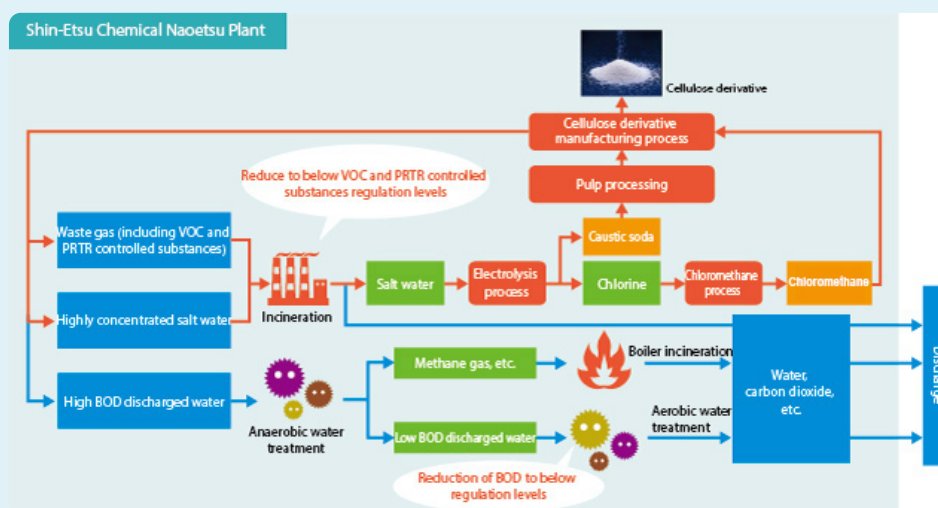 Shin-Etsu Chemical Naoetsu Plant
Cellulose derivative
Cellulose derivative
manufacturing process
Reduce to below VOC and PRTR controlled
substances regulation levels
Pulp processing
Waste gas (including VOC and
PRTR controlled substances)
Caustic soda
Salt water
Electrolysis
process
Chlorine
Chloromethane
process
Chloromethane
Incineration
Highly concentrated salt water
Methane gas, etc.
Boiler incineration
Water,
carbon dioxide,
etc.
Discharge
High BOD discharged water
Anaerobic water
treatment
Low BOD discharged water
Aerobic water
treatment
Reduction of BOD to below
regulation levels